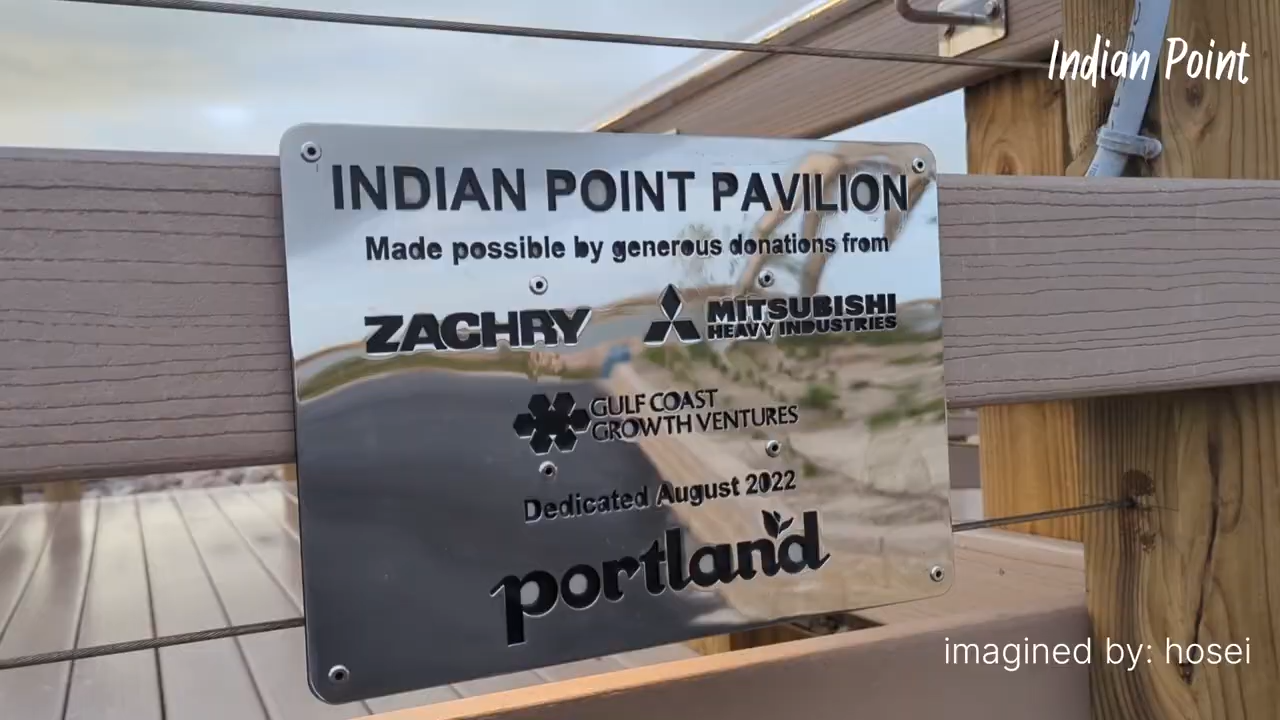 Indian Point
INDIAN POINT PAVILION
Made possible by generous donations from
ZACHRY
MITSUBISHI
HEAVY INDUSTRIES
GULF COAST
GROWTH VENTURES
Dedicated August 2022
portland
imagined by: hosei